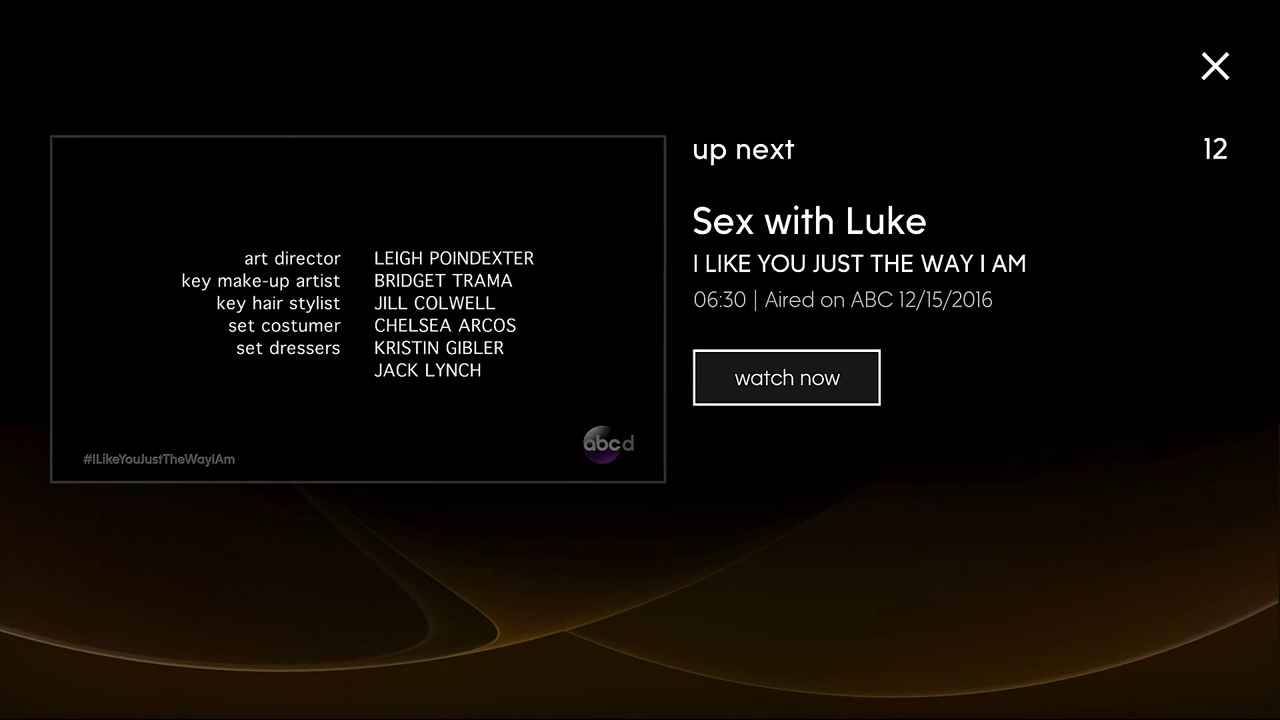 up next 12
Sex with Luke
I LIKE YOU JUST THE WAY I AM
06:30 | Aired on ABC 12/15/2016
watch now
art director LEIGH POINDEXTER
key make-up artist BRIDGET TRAMA
key hair stylist JILL COLWELL
set costumer CHELSEA ARCOS
set dressers KRISTIN GIBLER
JACK LYNCH
#ILikeYouJustTheWayIAm
abcd